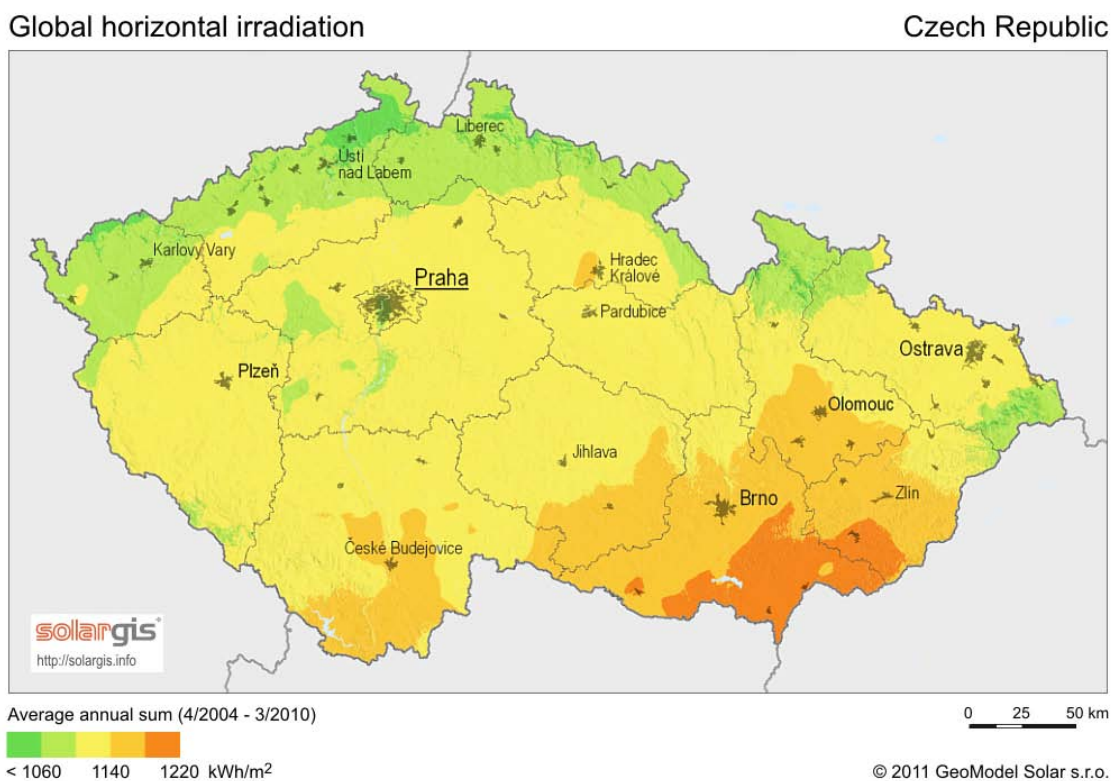 Global horizontal irradiation
Czech Republic
Liberec
Ústí
nad Labem
Karlovy Vary
Praha
Hradec
Králové
Pardubice
Plzeň
Ostrava
Olomouc
Jihlava
Brno
Zlín
České Budejovice
solargis
http://solargis.info
Average annual sum (4/2004 - 3/2010)
0 25 50 km
< 1060 1140 1220 kWh/m²
© 2011 GeoModel Solar s.r.o.